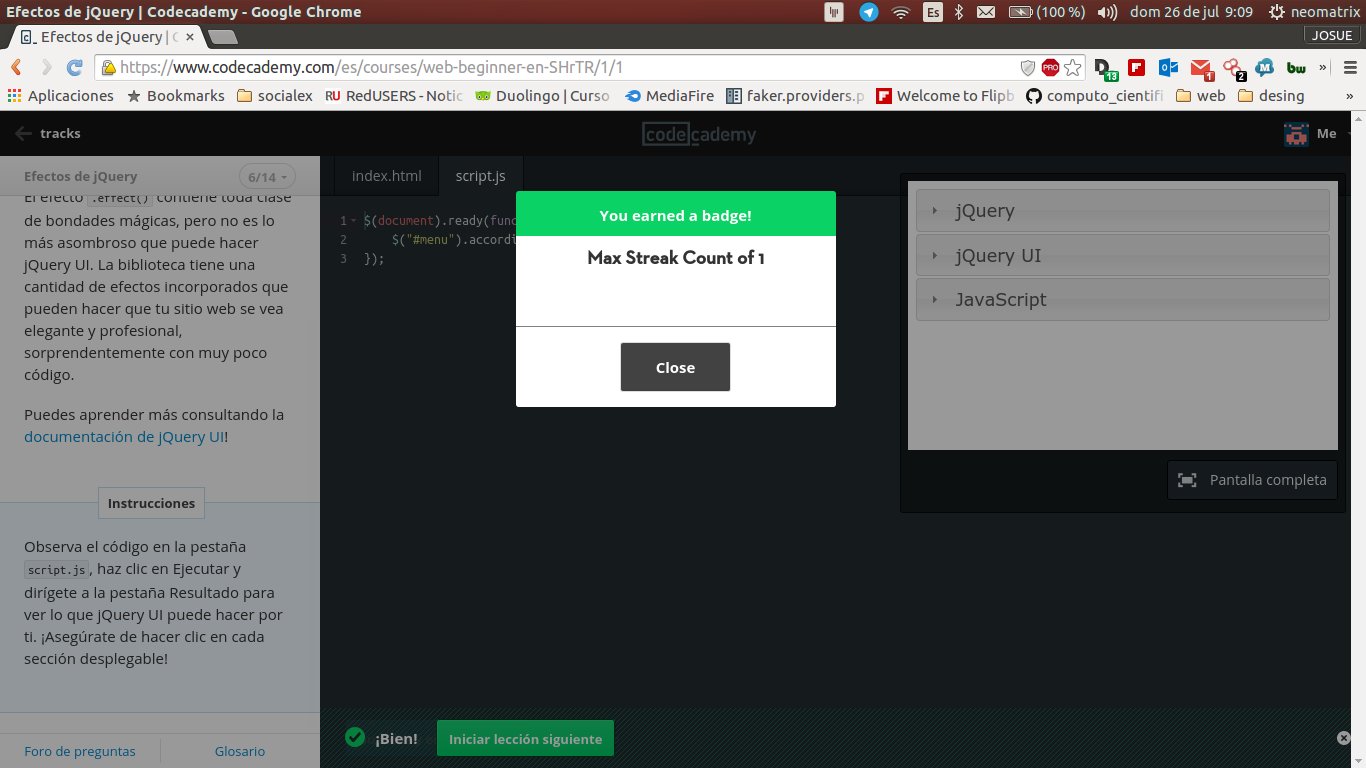 Efectos de jQuery | Codecademy - Google Chrome
Es
(100 %)
dom 26 de jul 9:09
neomatrix
Efectos de jQuery |
JOSUE
https://www.codecademy.com/es/courses/web-beginner-en-SHrTR/1/1
PRO
13
1
2
bw
»
Aplicaciones
Bookmarks
socialex
RU RedUSERS - Notic
Duolingo | Curso
MediaFire
faker.providers.p
Welcome to Flipb
computo_cientifi
web
desing
»
tracks
codecademy
Me
Efectos de jQuery
6/14
El efecto .effect() contiene toda clase
de bondades mágicas, pero no es lo
más asombroso que puede hacer
jQuery UI. La biblioteca tiene una
cantidad de efectos incorporados que
pueden hacer que tu sitio web se vea
elegante y profesional,
sorprendentemente con muy poco
código.
Puedes aprender más consultando la
documentación de jQuery UI!
Instrucciones
Observa el código en la pestaña
script.js, haz clic en Ejecutar y
dirígete a la pestaña Resultado para
ver lo que jQuery UI puede hacer por
ti. ¡Asegúrate de hacer clic en cada
sección desplegable!
Foro de preguntas
Glosario
index.html
script.js
1 $(document).ready(func
2 $("#menu").accordi
3 });
You earned a badge!
Max Streak Count of 1
Close
jQuery
jQuery UI
JavaScript
Pantalla completa
¡Bien!
Iniciar lección siguiente